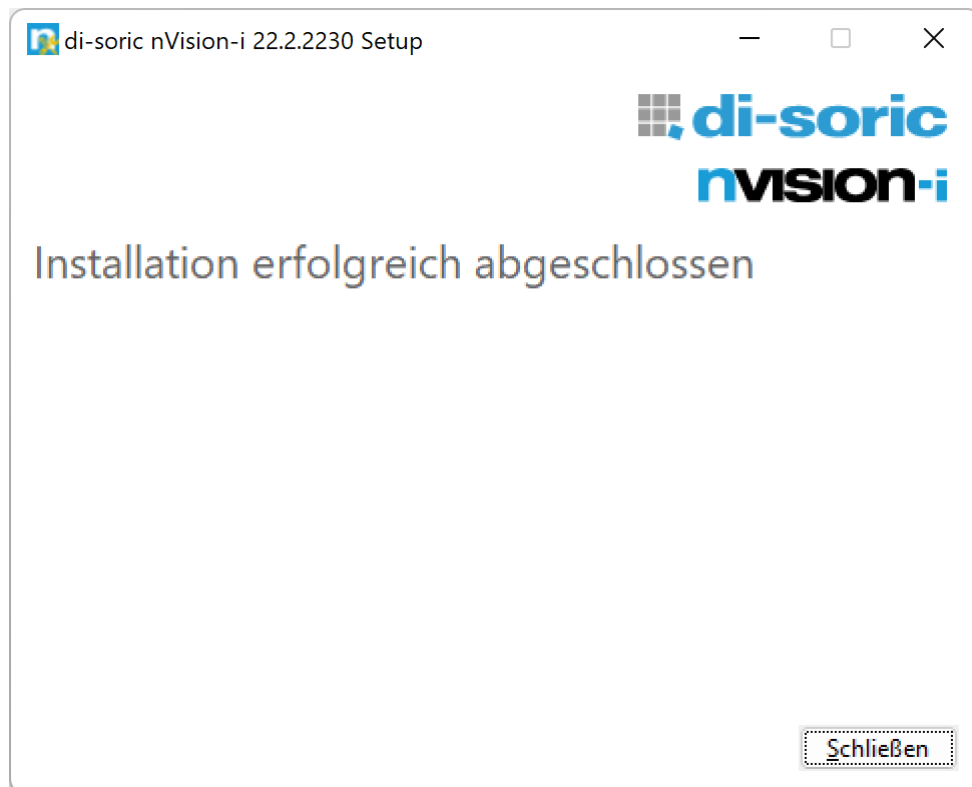 di-soric nVision-i 22.2.2230 Setup
di-soric
nvision-i
Installation erfolgreich abgeschlossen
Schließen